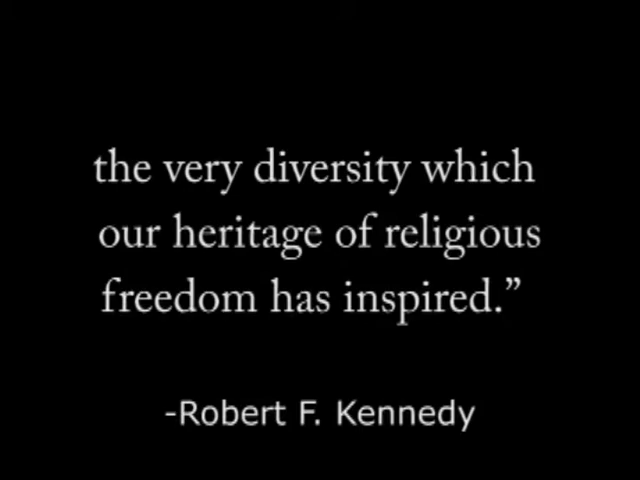 the very diversity which
our heritage of religious
freedom has inspired.”
-Robert F. Kennedy